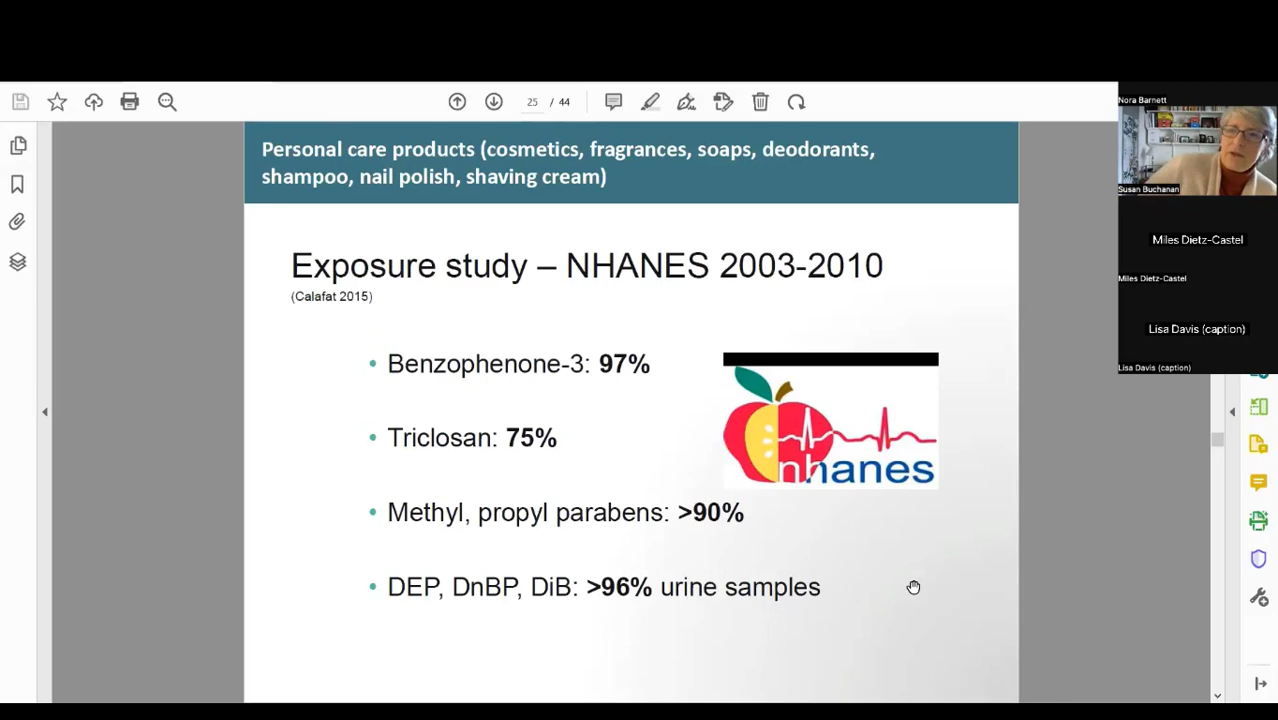 25 / 44
Nora Barnett
Personal care products (cosmetics, fragrances, soaps, deodorants,
shampoo, nail polish, shaving cream)
Susan Buchanan
Miles Dietz-Castel
Miles Dietz-Castel
Lisa Davis (caption)
Lisa Davis (caption)
Exposure study – NHANES 2003-2010
(Calafat 2015)
• Benzophenone-3: 97%
• Triclosan: 75%
nhanes
• Methyl, propyl parabens: >90%
• DEP, DnBP, DiB: >96% urine samples